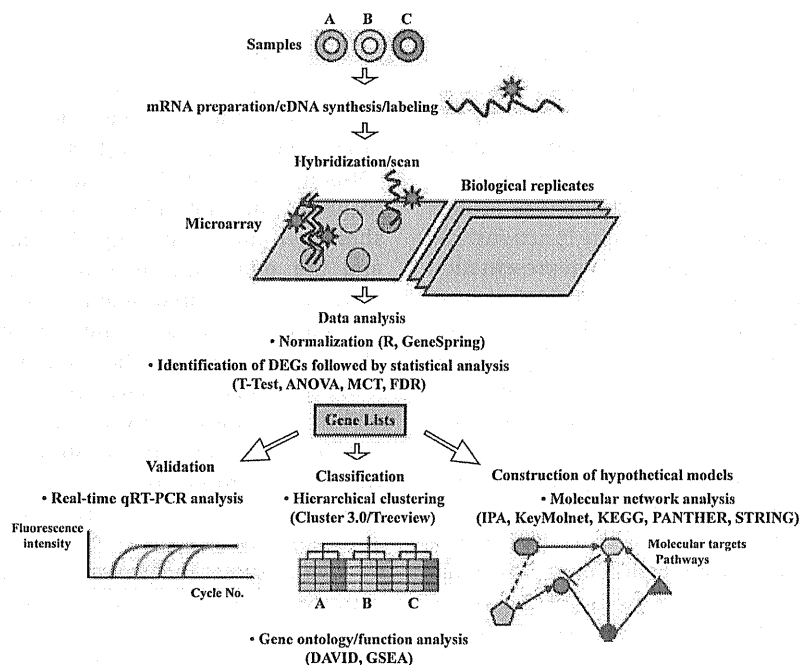 A B C
Samples
mRNA preparation/cDNA synthesis/labeling
Hybridization/scan
Biological replicates
Microarray
Data analysis
• Normalization (R, GeneSpring)
• Identification of DEGs followed by statistical analysis
(T-Test, ANOVA, MCT, FDR)
Gene Lists
Validation
• Real-time qRT-PCR analysis
Fluorescence
intensity
Cycle No.
Classification
• Hierarchical clustering
(Cluster 3.0/Treeview)
A B C
• Gene ontology/function analysis
(DAVID, GSEA)
Construction of hypothetical models
• Molecular network analysis
(IPA, KeyMolnet, KEGG, PANTHER, STRING)
Molecular targets
Pathways